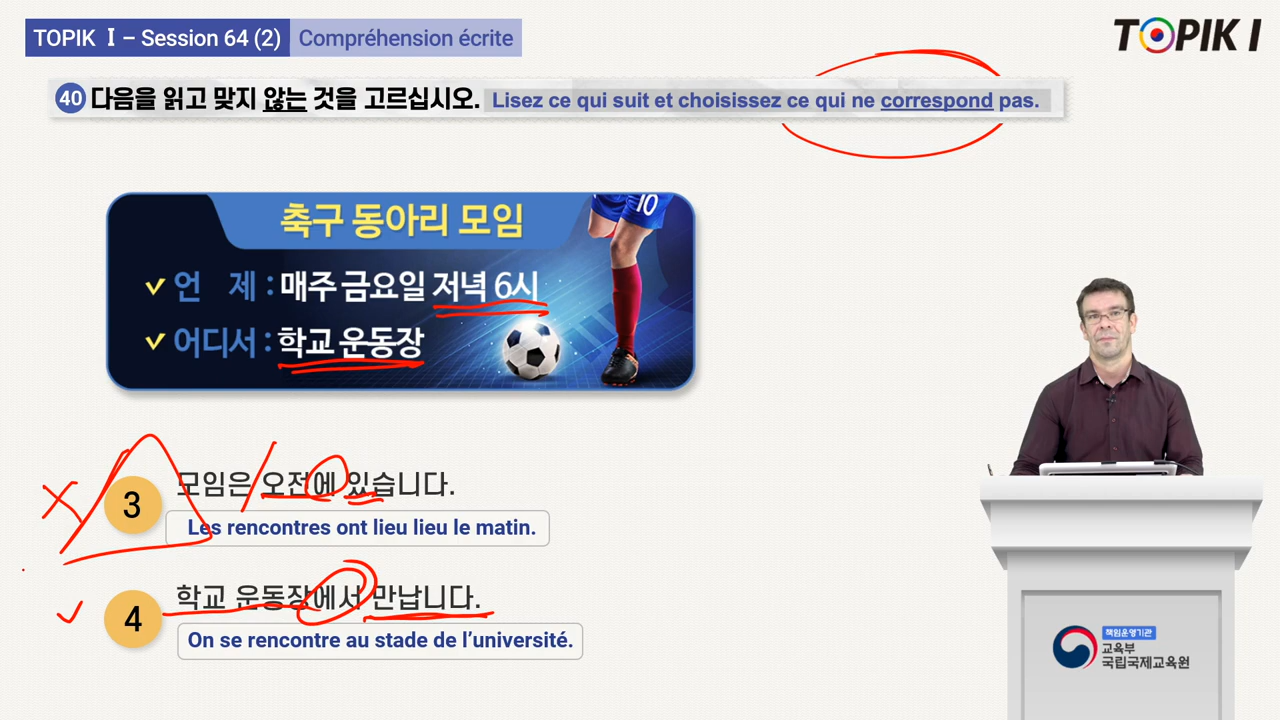 TOPIK Ⅰ – Session 64 (2) Compréhension écrite
TOPIK I
40 다음을 읽고 맞지 않는 것을 고르십시오. Lisez ce qui suit et choisissez ce qui ne correspond pas.
축구 동아리 모임
10
언 제 : 매주 금요일 저녁 6시
어디서 : 학교 운동장
3 모임은 오전에 있습니다.
Les rencontres ont lieu lieu le matin.
4 학교 운동장에서 만납니다.
On se rencontre au stade de l’université.
책임운영기관
교육부
국립국제교육원